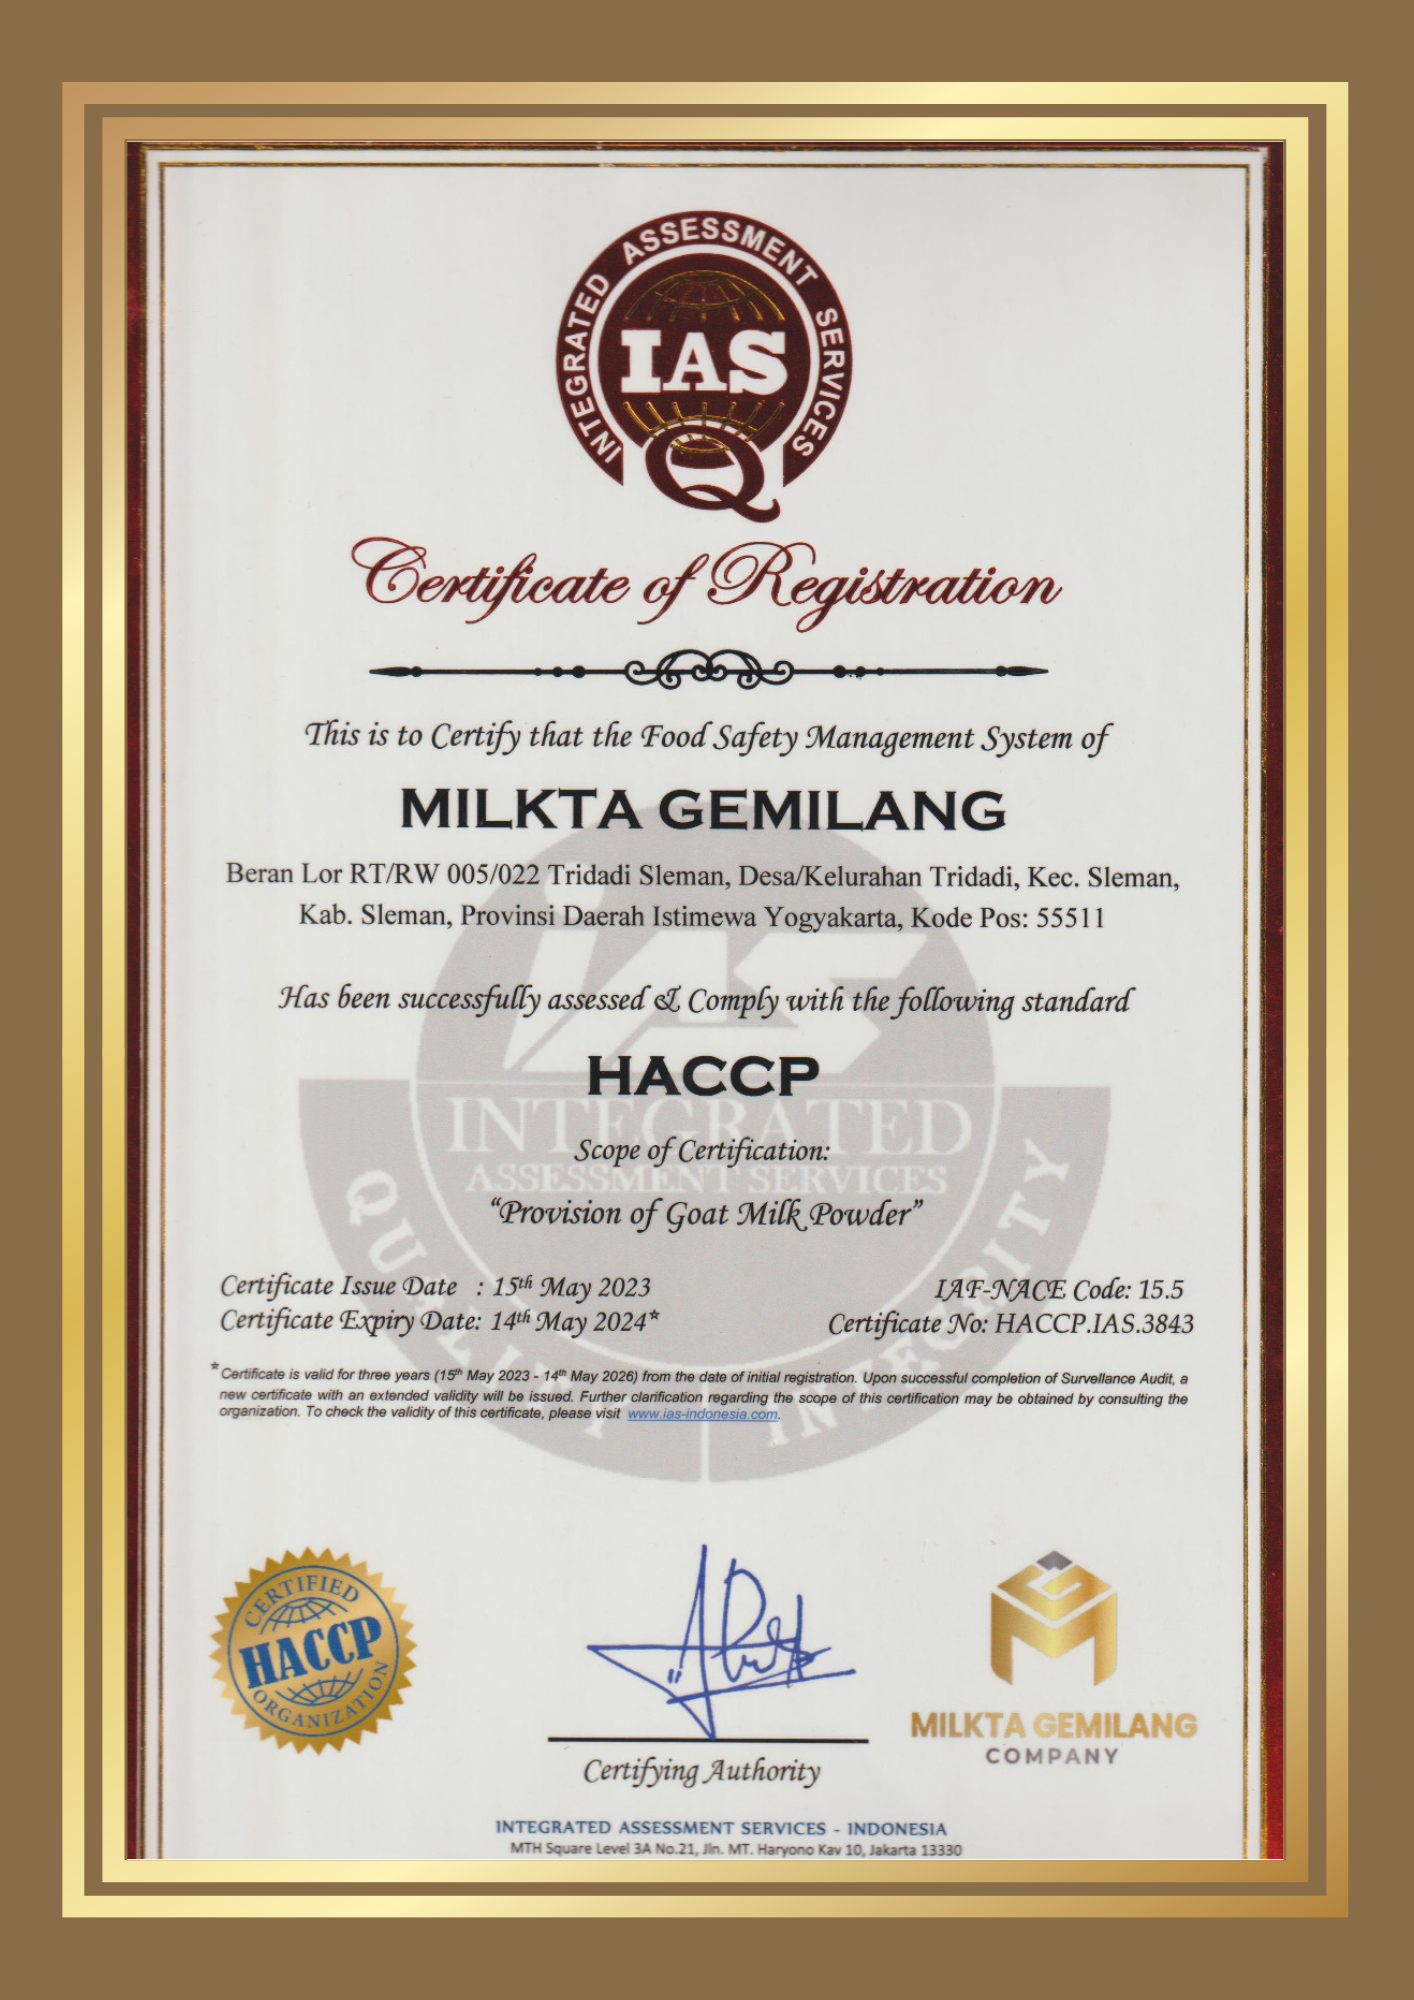 INTEGRATED ASSESSMENT SERVICES
IAS
Q
Certificate of Registration
This is to Certify that the Food Safety Management System of
MILKTA GEMILANG
Beran Lor RT/RW 005/022 Tridadi Sleman, Desa/Kelurahan Tridadi, Kec. Sleman,
Kab. Sleman, Provinsi Daerah Istimewa Yogyakarta, Kode Pos: 55511
Has been successfully assessed & Comply with the following standard
HACCP
IAS
INTEGRATED
ASSESSMENT SERVICES
QUALITY INTEGRITY
Scope of Certification:
“Provision of Goat Milk Powder”
Certificate Issue Date : 15th May 2023
IAF-NACE Code: 15.5
Certificate Expiry Date: 14th May 2024*
Certificate No: HACCP.IAS.3843
*Certificate is valid for three years (15th May 2023 - 14th May 2026) from the date of initial registration. Upon successful completion of Survellance Audit, a
new certificate with an extended validity will be issued. Further clarification regarding the scope of this certification may be obtained by consulting the
organization. To check the validity of this certificate, please visit www.ias-indonesia.com.
CERTIFIED
HACCP
ORGANIZATION
MILKTA GEMILANG
COMPANY
Certifying Authority
INTEGRATED ASSESSMENT SERVICES - INDONESIA
MTH Square Level 3A No.21, Jln. MT. Haryono Kav 10, Jakarta 13330